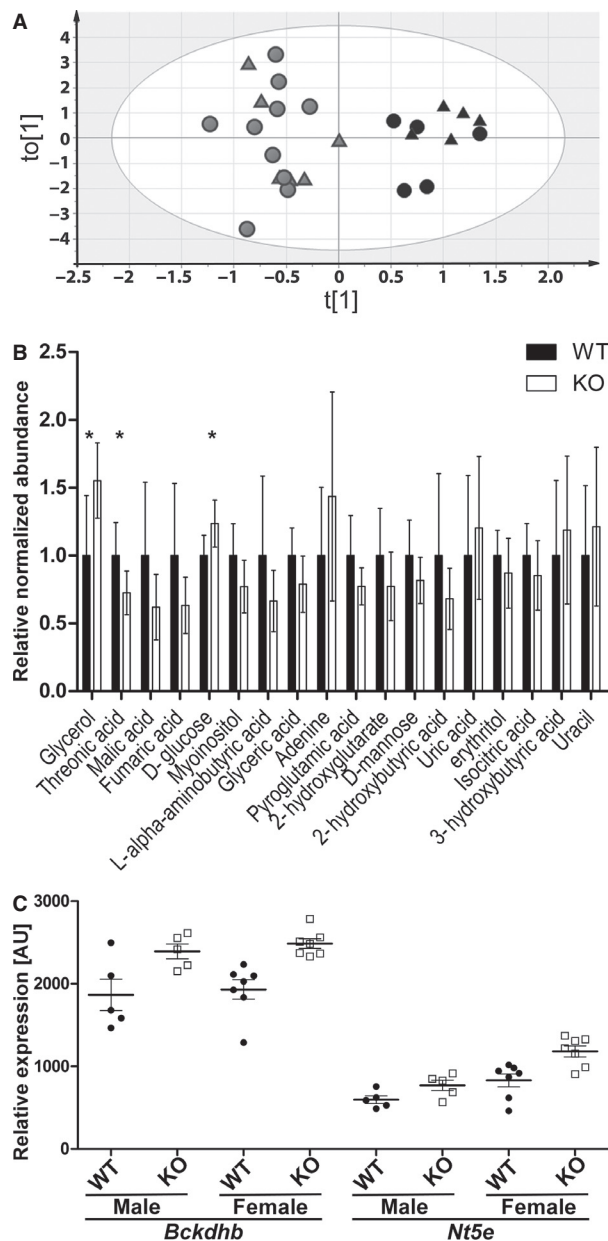 A
to[1]
4
3
2
1
0
−1
−2
−3
−4
−2.5 −2 −1.5 −1 −0.5 0 0.5 1 1.5 2.0
t[1]
B
WT
KO
Relative normalized abundance
2.5
2.0
1.5
1.0
0.5
0.0
* * *
Glycerol
Threonic acid
Malic acid
Fumaric acid
D-glucose
Myoinositol
L-alpha-aminobutyric acid
Glyceric acid
Adenine
Pyroglutamic acid
2-hydroxyglutarate
D-mannose
2-hydroxybutyric acid
Uric acid
erythritol
Isocitric acid
3-hydroxybutyric acid
Uracil
C
Relative expression [AU]
3000
2000
1000
0
WT KO WT KO WT KO WT KO
Male Female Male Female
Bckdhb Nt5e